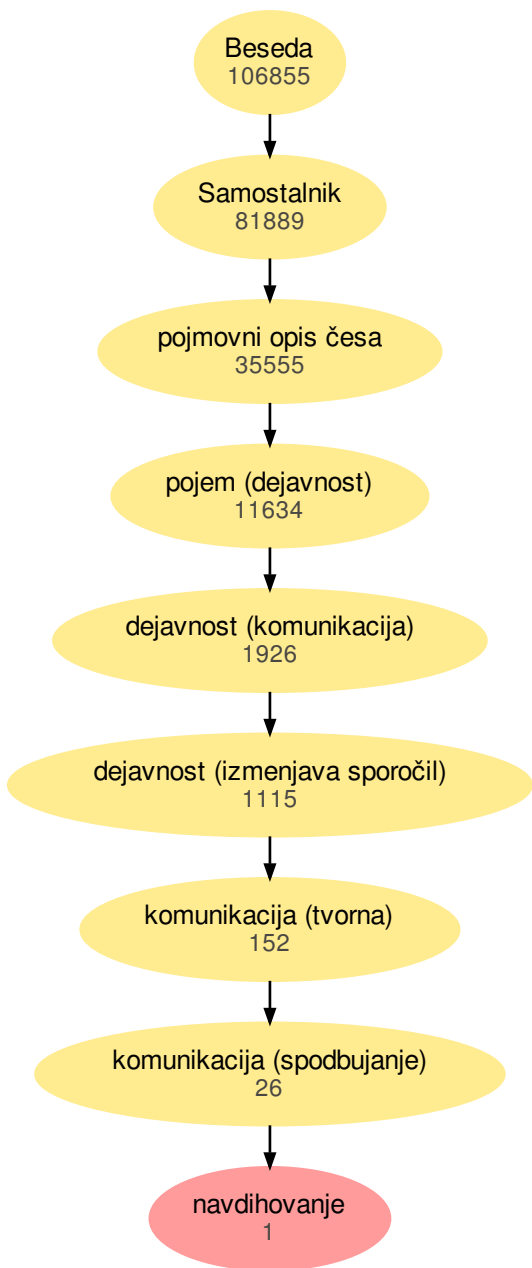 Beseda
106855
Samostalnik
81889
pojmovni opis česa
35555
pojem (dejavnost)
11634
dejavnost (komunikacija)
1926
dejavnost (izmenjava sporočil)
1115
komunikacija (tvorna)
152
komunikacija (spodbujanje)
26
navdihovanje
1